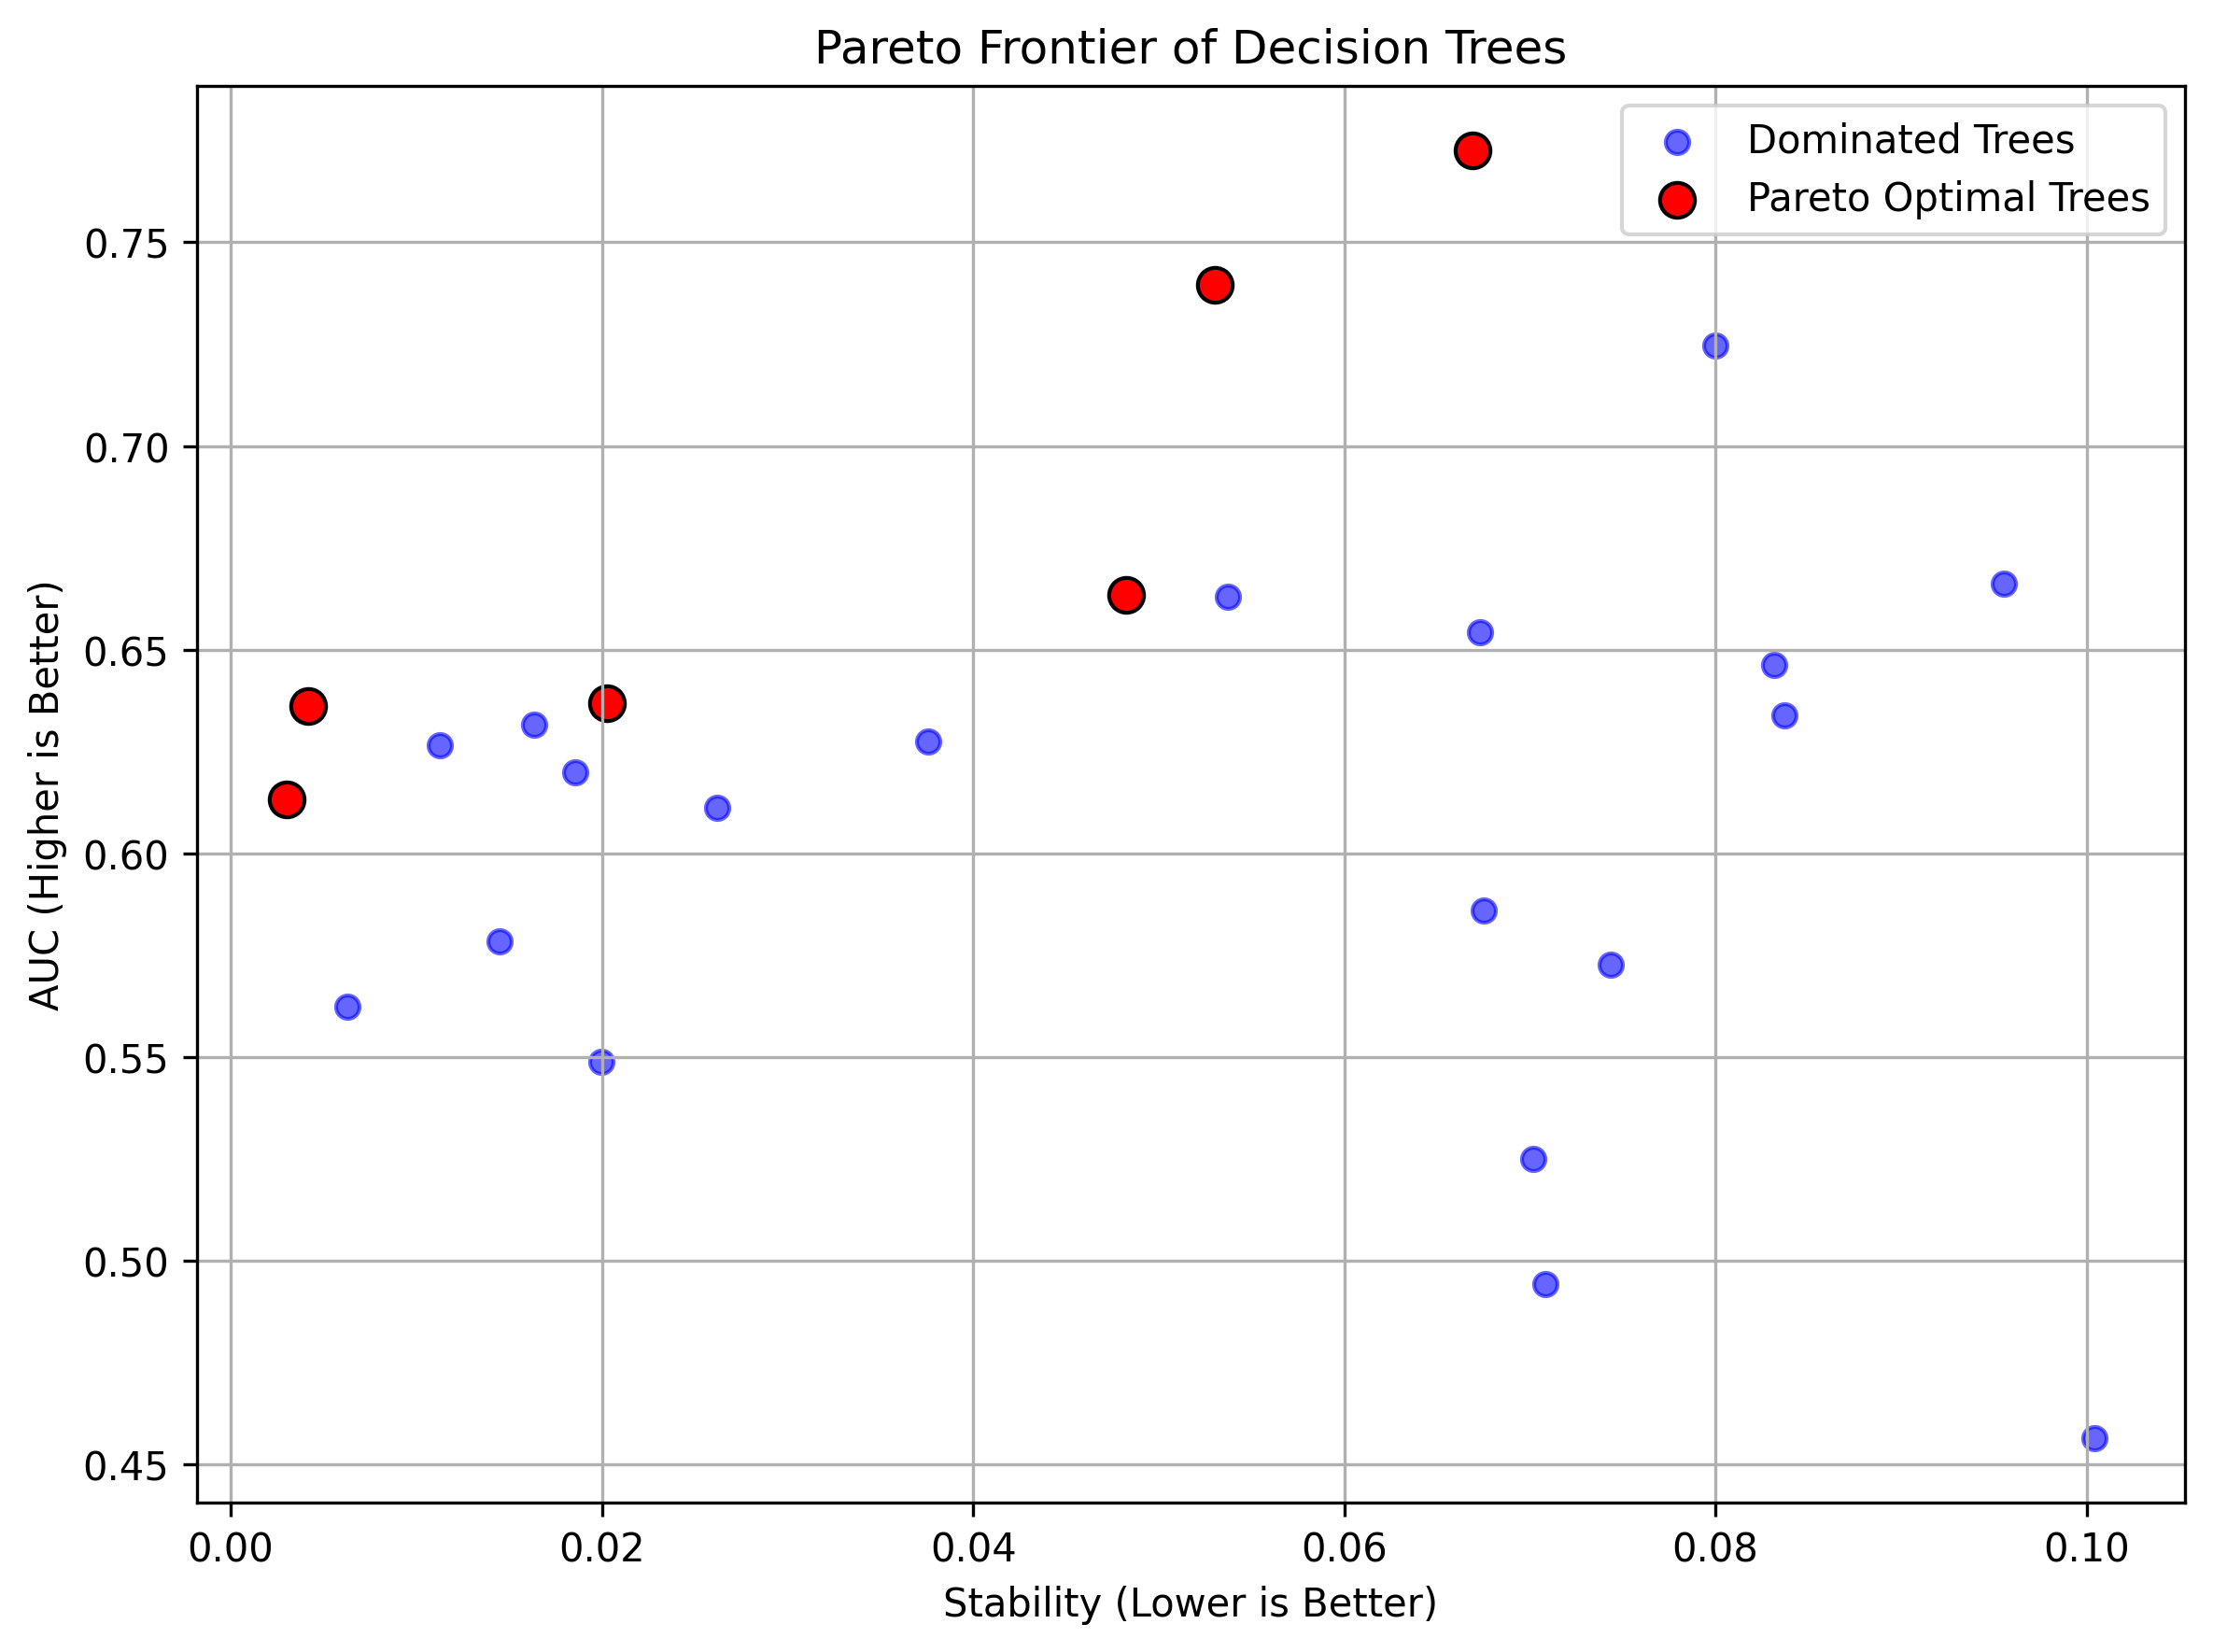 Pareto Frontier of Decision Trees
Dominated Trees
Pareto Optimal Trees
AUC (Higher is Better)
0.75
0.70
0.65
0.60
0.55
0.50
0.45
0.00 0.02 0.04 0.06 0.08 0.10
Stability (Lower is Better)